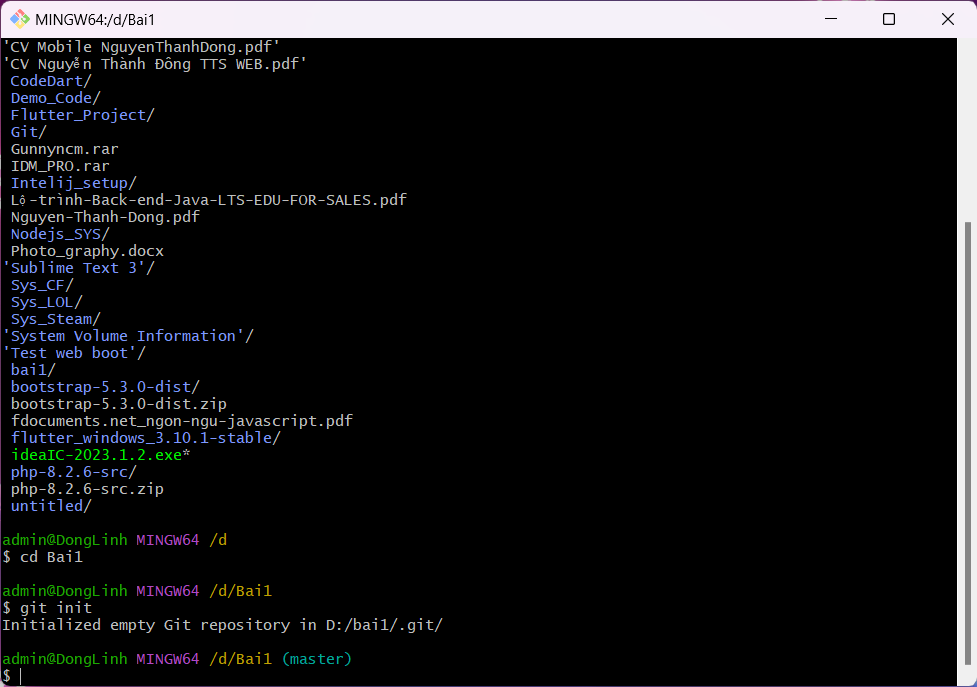 MINGW64:/d/Bai1
'CV Mobile NguyenThanhDong.pdf'
'CV Nguyễn Thành Đông TTS WEB.pdf'
CodeDart/
Demo_Code/
Flutter_Project/
Git/
Gunnyncm.rar
IDM_PRO.rar
Intelij_setup/
Lộ-trình-Back-end-Java-LTS-EDU-FOR-SALES.pdf
Nguyen-Thanh-Dong.pdf
Nodejs_SYS/
Photo_graphy.docx
'Sublime Text 3'/
Sys_CF/
Sys_LOL/
Sys_Steam/
'System Volume Information'/
'Test web boot'/
bai1/
bootstrap-5.3.0-dist/
bootstrap-5.3.0-dist.zip
fdocuments.net_ngon-ngu-javascript.pdf
flutter_windows_3.10.1-stable/
ideaIC-2023.1.2.exe*
php-8.2.6-src/
php-8.2.6-src.zip
untitled/
admin@DongLinh MINGW64 /d
$ cd Bai1
admin@DongLinh MINGW64 /d/Bai1
$ git init
Initialized empty Git repository in D:/bai1/.git/
admin@DongLinh MINGW64 /d/Bai1 (master)
$